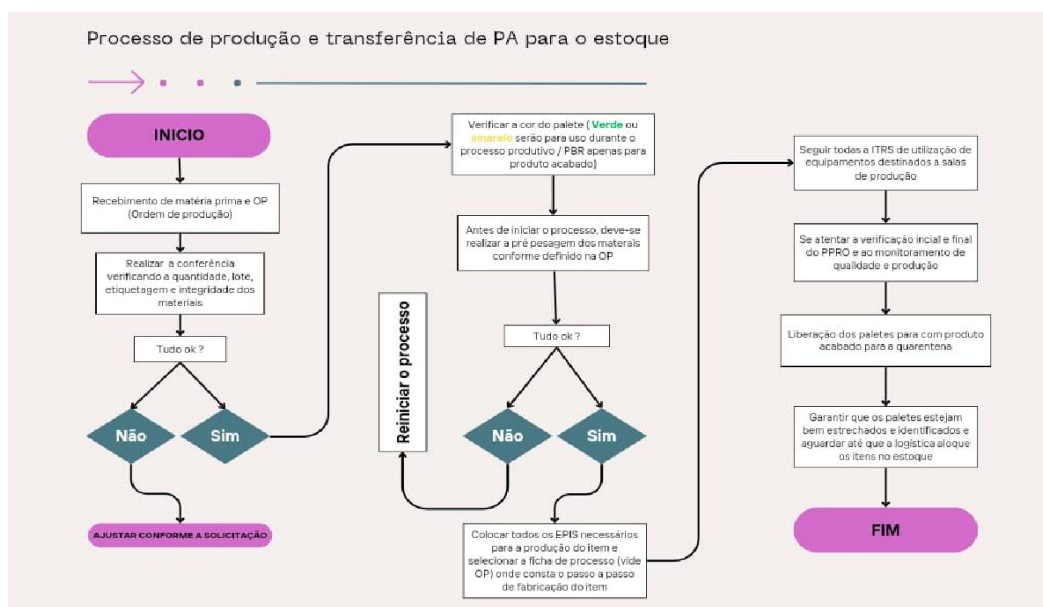 Processo de produção e transferência de PA para o estoque
INICIO
Recebimento de matéria prima e OP
(Ordem de produção)
Realizar a conferência
verificando a quantidade, lote,
etiquetagem e integridade dos
materiais
Tudo ok ?
Não
Sim
AJUSTAR CONFORME A SOLICITAÇÃO
Verificar a cor do palete ( Verde ou
amarelo serão para uso durante o
processo produtivo / PBR apenas para
produto acabado)
Antes de iniciar o processo, deve-se
realizar a pré pesagem dos materais
conforme definido na OP
Tudo ok ?
Não
Sim
Reiniciar o processo
Colocar todos os EPIS necessários
para a produção do item e
selecionar a ficha de processo (vide
OP) onde consta o passo a passo
de fabricação do item
Seguir todas a ITRS de utilização de
equipamentos destinados a salas
de produção
Se atentar a verificação incial e final
do PPRO e ao monitoramento de
qualidade e produção
Liberação dos paletes para com produto
acabado para a quarentena
Garantir que os paletes estejam
bem estrechados e identificados e
aguardar até que a logística aloque
os itens no estoque
FIM